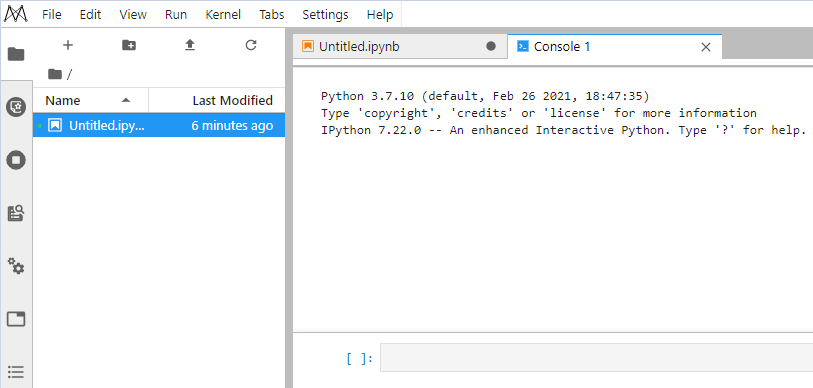 File Edit View Run Kernel Tabs Settings Help
/
Name Last Modified
Untitled.ipy... 6 minutes ago
Untitled.ipynb Console 1
Python 3.7.10 (default, Feb 26 2021, 18:47:35)
Type 'copyright', 'credits' or 'license' for more information
IPython 7.22.0 -- An enhanced Interactive Python. Type '?' for help.
[ ]: